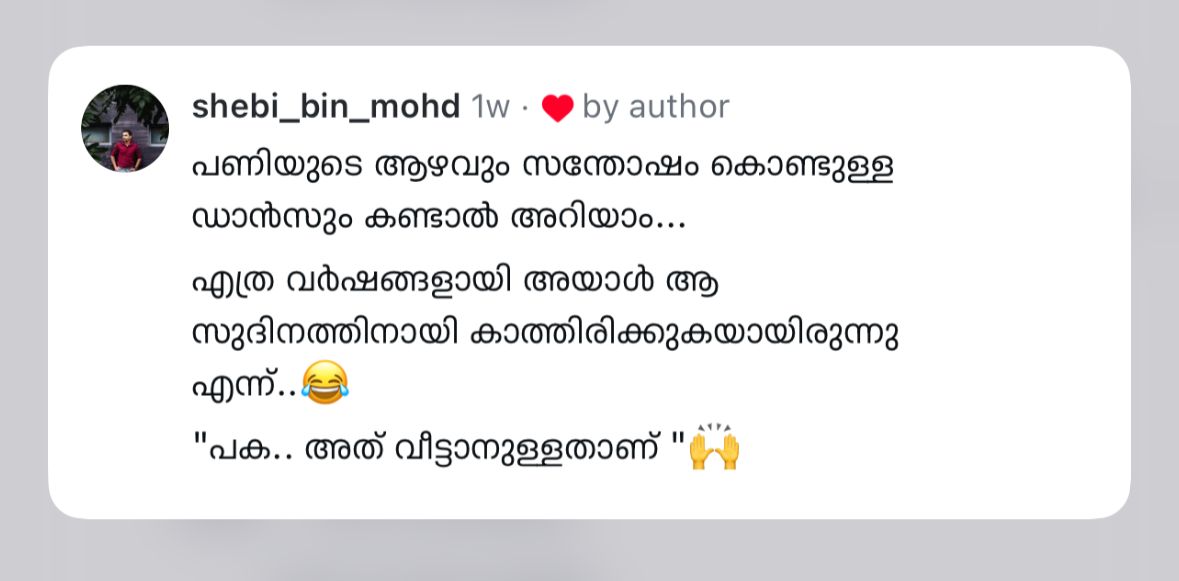 shebi_bin_mohd 1w · ❤️ by author
പണിയുടെ ആഴവും സന്തോഷം കൊണ്ടുള്ള
ഡാൻസും കണ്ടാൽ അറിയാം...
എത്ര വർഷങ്ങളായി അയാൾ ആ
സുദിനത്തിനായി കാത്തിരിക്കുകയായിരുന്നു
എന്ന്..😂
"പക.. അത് വീട്ടാനുള്ളതാണ് "🙌